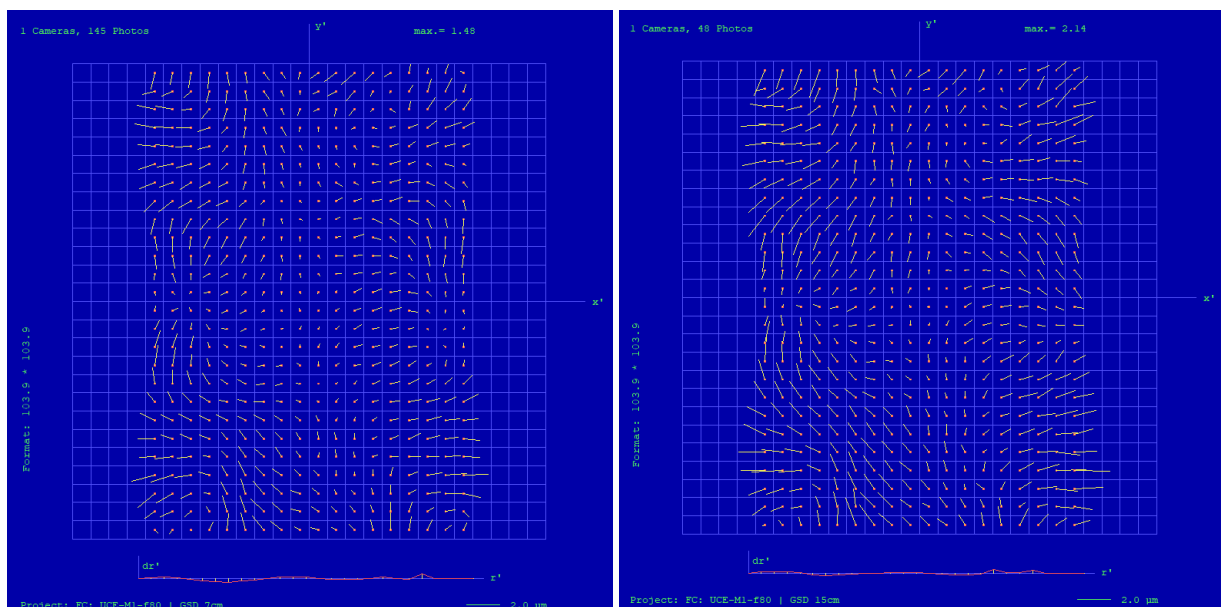 y'
1 Cameras, 145 Photos max.= 1.48
x'
Format: 103.9 * 103.9
dr'
r'
Project: FC: UCE-M1-f80 | GSD 7cm 2.0 µm
y'
1 Cameras, 48 Photos max.= 2.14
x'
Format: 103.9 * 103.9
dr'
r'
Project: FC: UCE-M1-f80 | GSD 15cm 2.0 µm